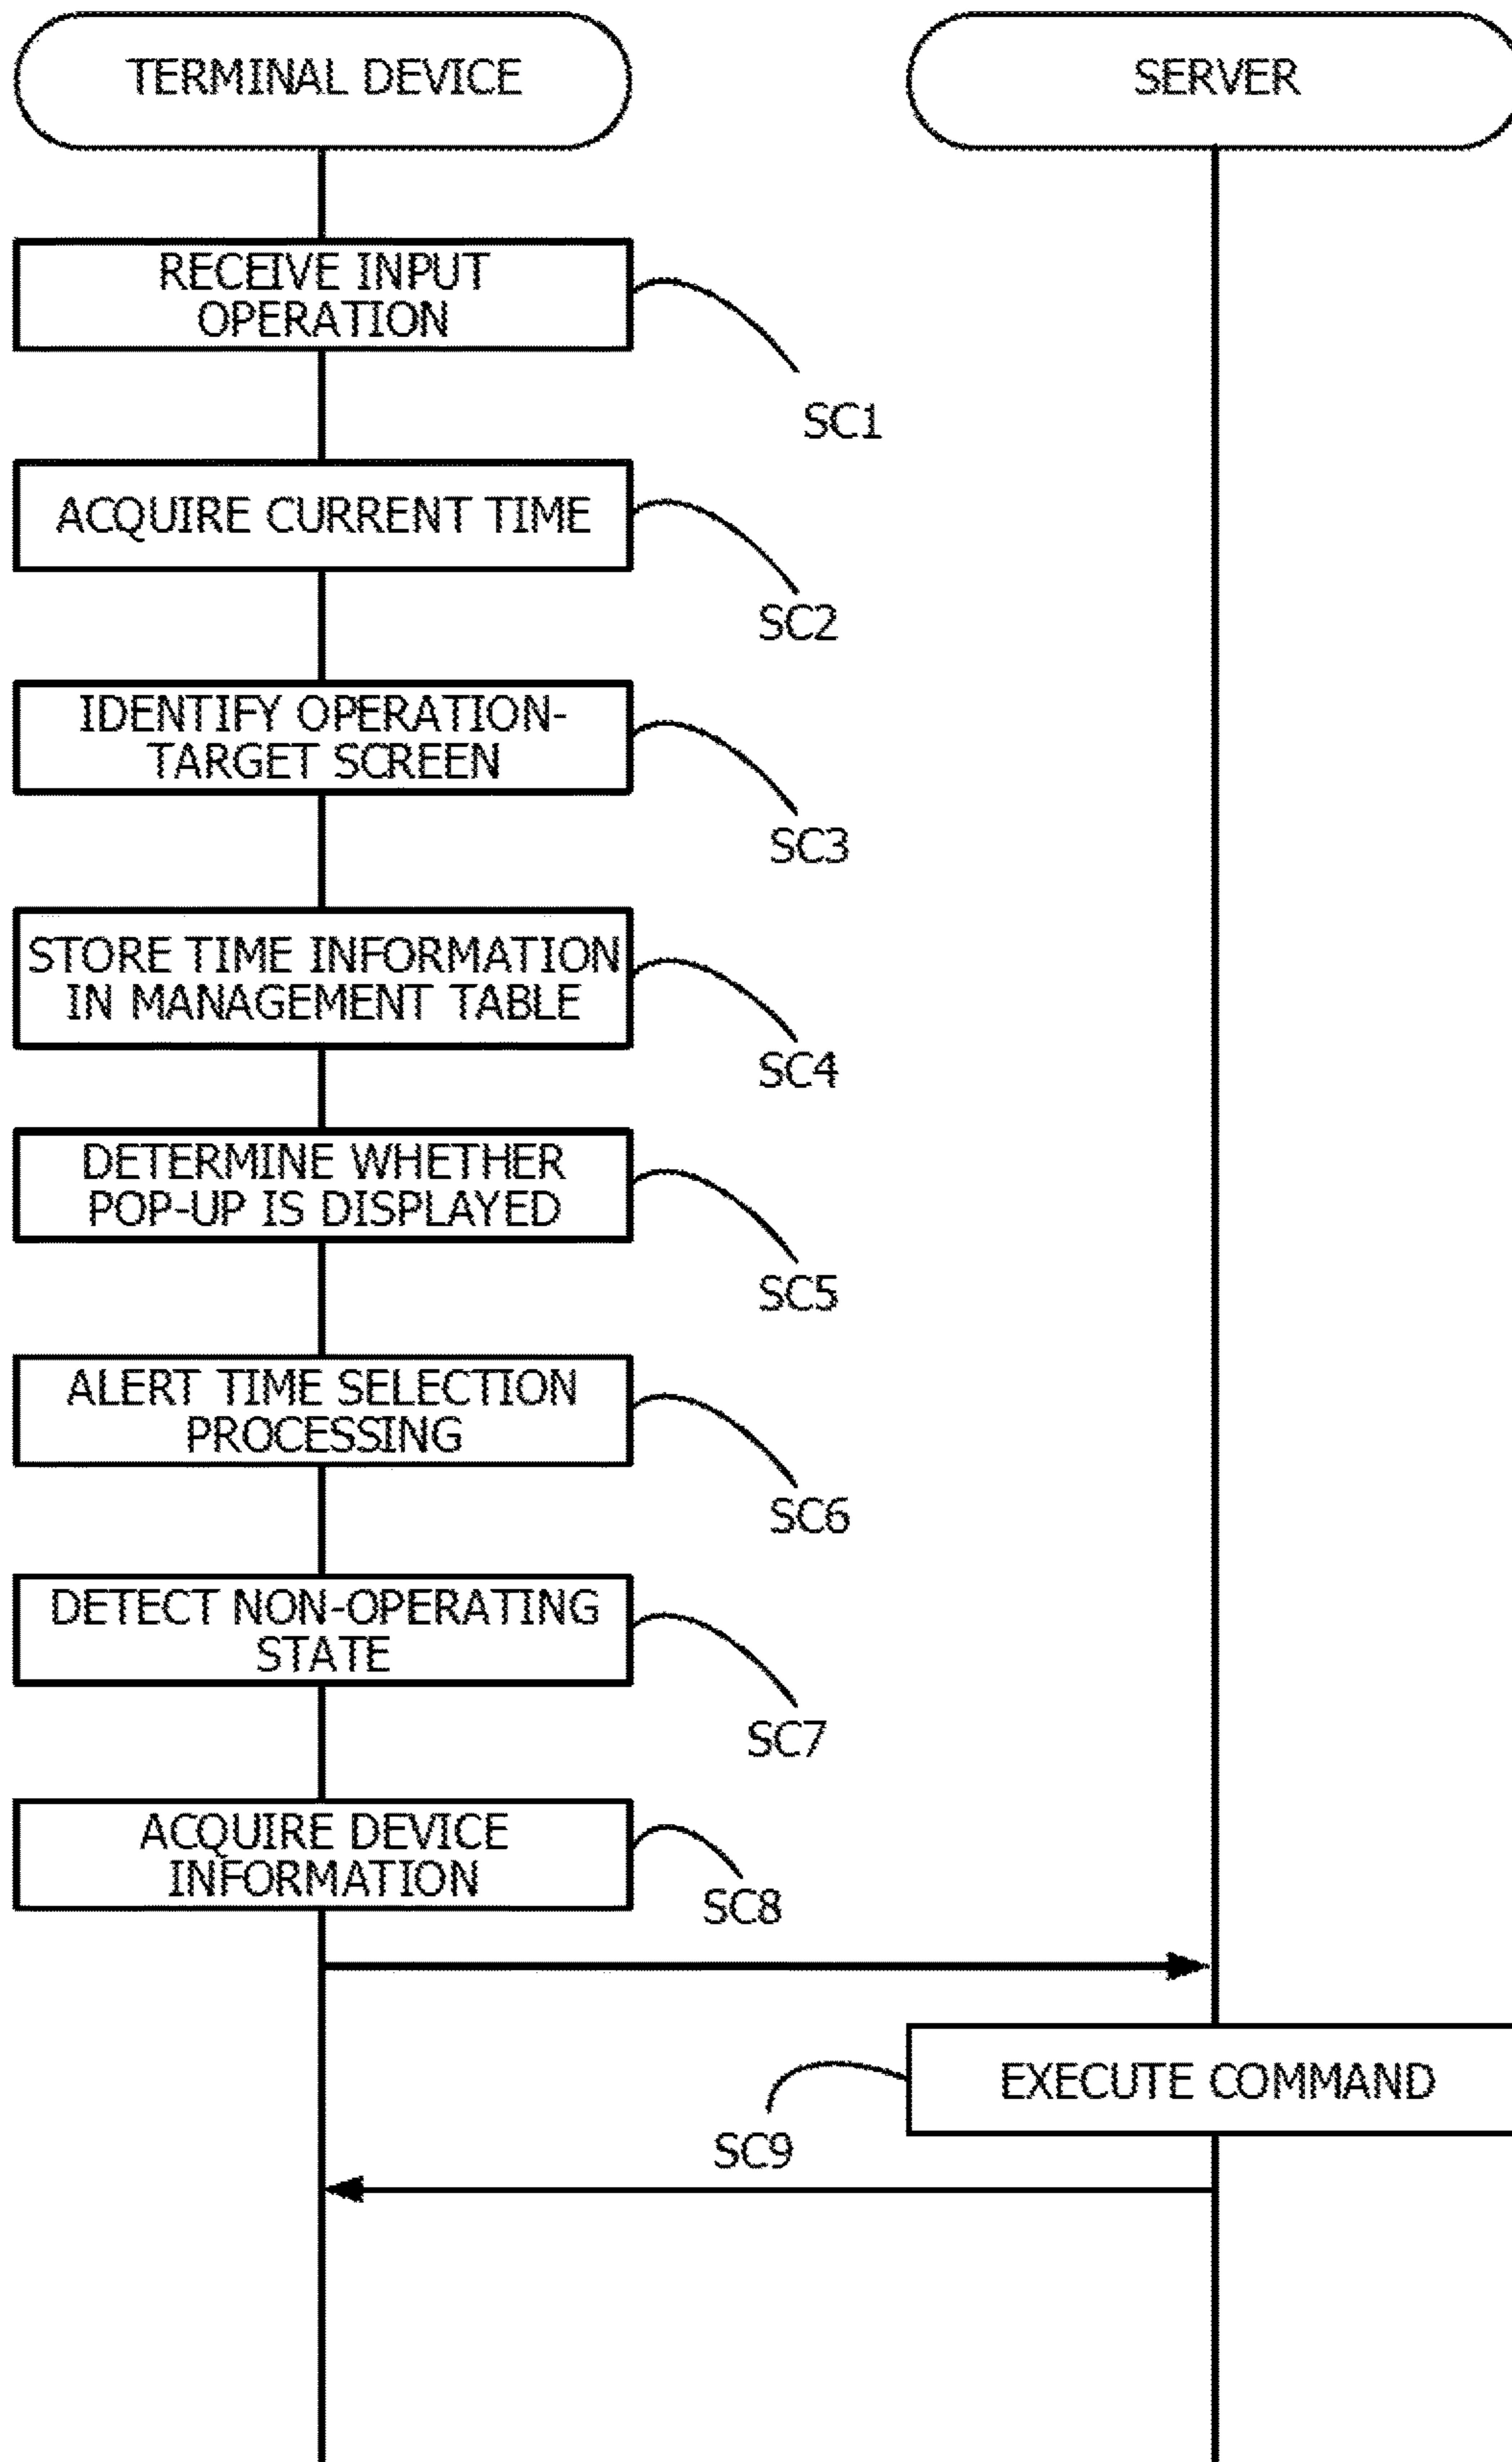 TERMINAL DEVICE
SERVER
RECEIVE INPUT
OPERATION
SC1
ACQUIRE CURRENT TIME
SC2
IDENTIFY OPERATION-
TARGET SCREEN
SC3
STORE TIME INFORMATION
IN MANAGEMENT TABLE
SC4
DETERMINE WHETHER
POP-UP IS DISPLAYED
SC5
ALERT TIME SELECTION
PROCESSING
SC6
DETECT NON-OPERATING
STATE
SC7
ACQUIRE DEVICE
INFORMATION
SC8
EXECUTE COMMAND
SC9